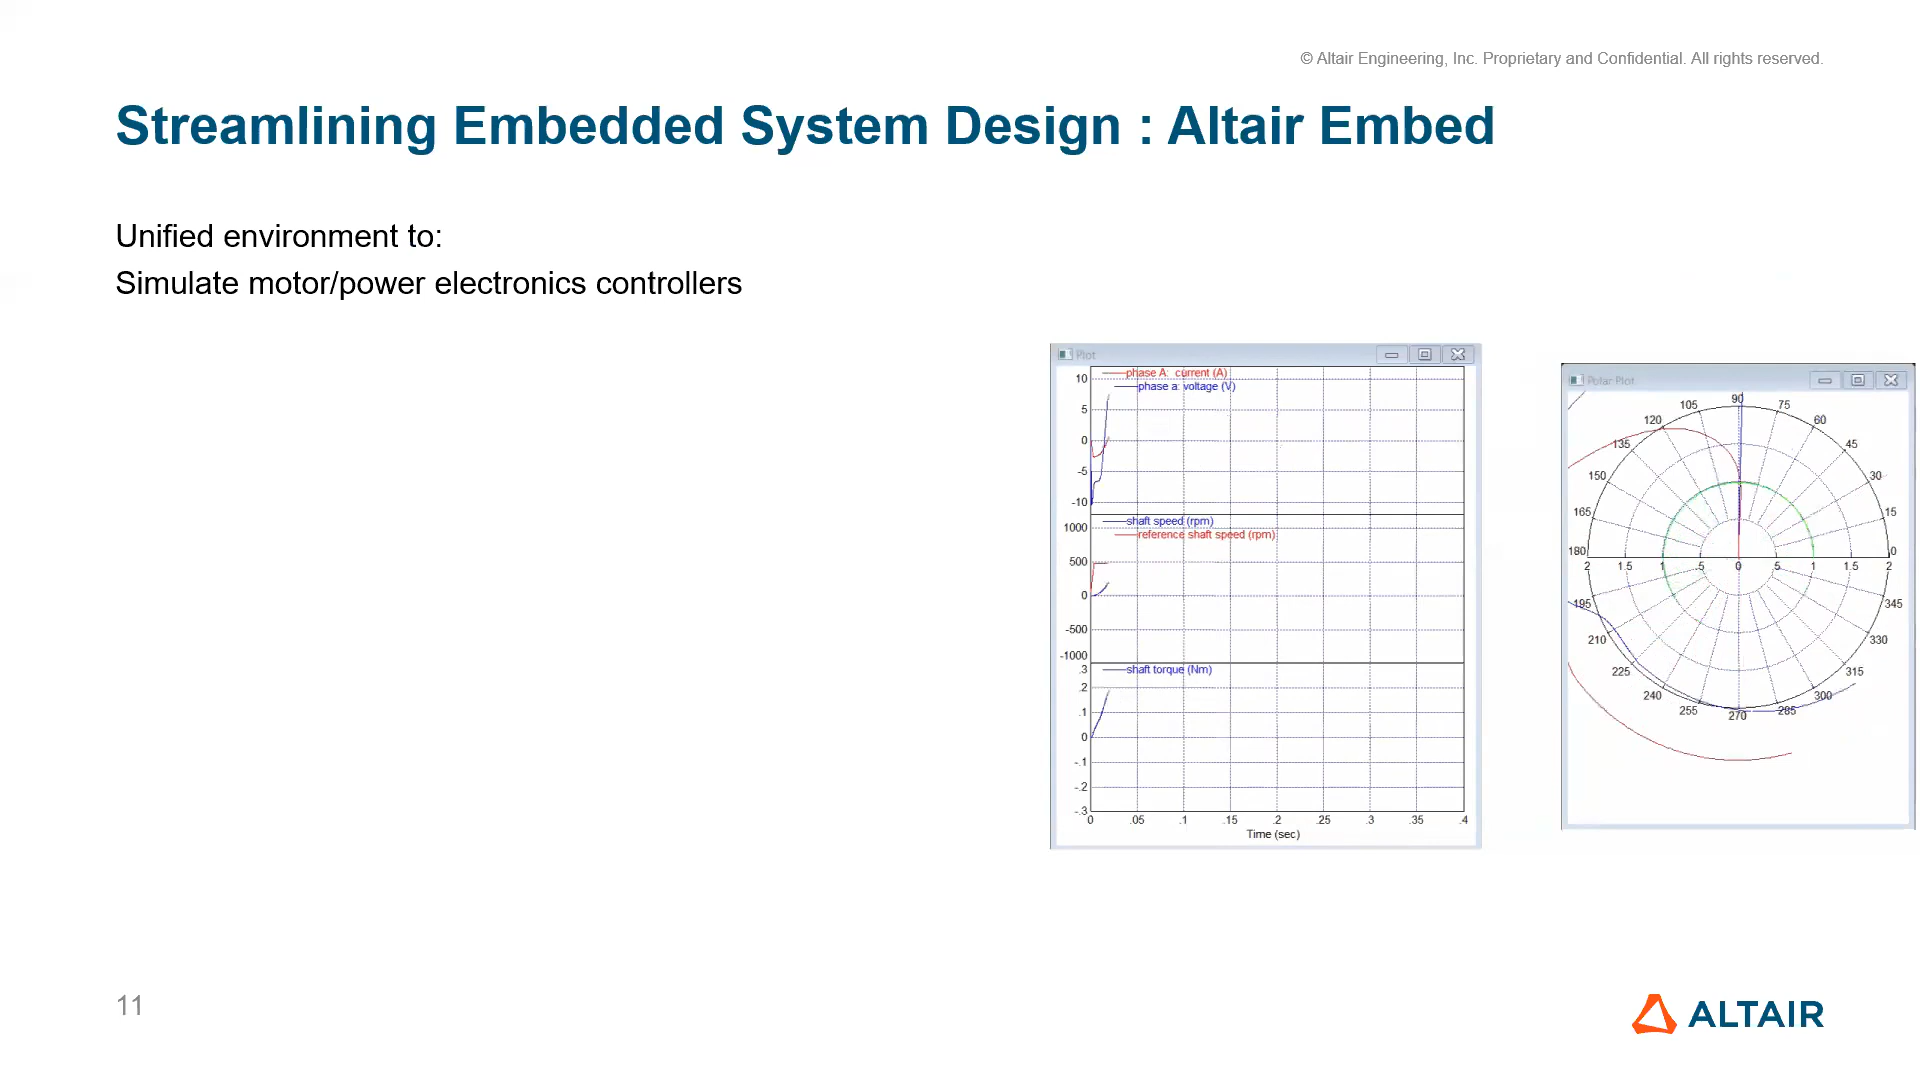 © Altair Engineering, Inc. Proprietary and Confidential. All rights reserved.
Streamlining Embedded System Design : Altair Embed
Unified environment to:
Simulate motor/power electronics controllers
Plot
phase A: current (A)
phase a: voltage (V)
10
5
0
-5
-10
shaft speed (rpm)
reference shaft speed (rpm)
1000
500
0
-500
-1000
shaft torque (Nm)
.3
.2
.1
0
-.1
-.2
-.3
0 .05 .1 .15 .2 .25 .3 .35 .4
Time (sec)
Polar Plot
90
105 75
120 60
135 45
150 30
165 15
180 0
2 1.5 1 .5 0 .5 1 1.5 2
195 345
210 330
225 315
240 300
255 270 285
11
ALTAIR